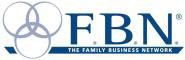 F.B.N.®
THE FAMILY BUSINESS NETWORK